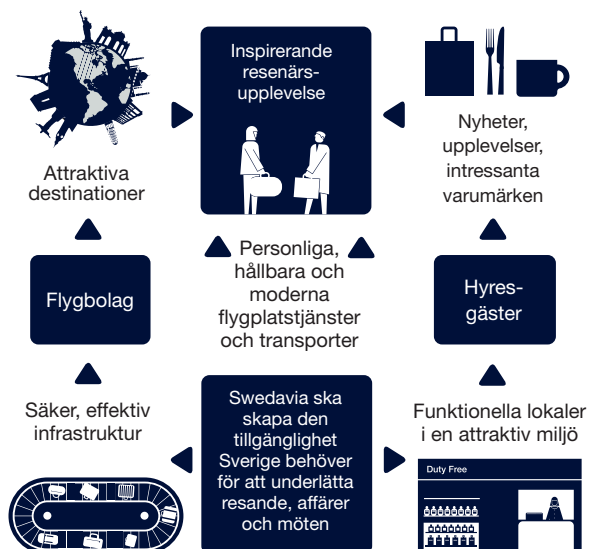 Inspirerande
resenärs-
upplevelse
Attraktiva
destinationer
Nyheter,
upplevelser,
intressanta
varumärken
Flygbolag
Personliga,
hållbara och
moderna
flygplatstjänster
och transporter
Hyres-
gäster
Säker, effektiv
infrastruktur
Swedavia ska
skapa den
tillgänglighet
Sverige behöver
för att underlätta
resande, affärer
och möten
Funktionella lokaler
i en attraktiv miljö
Duty Free